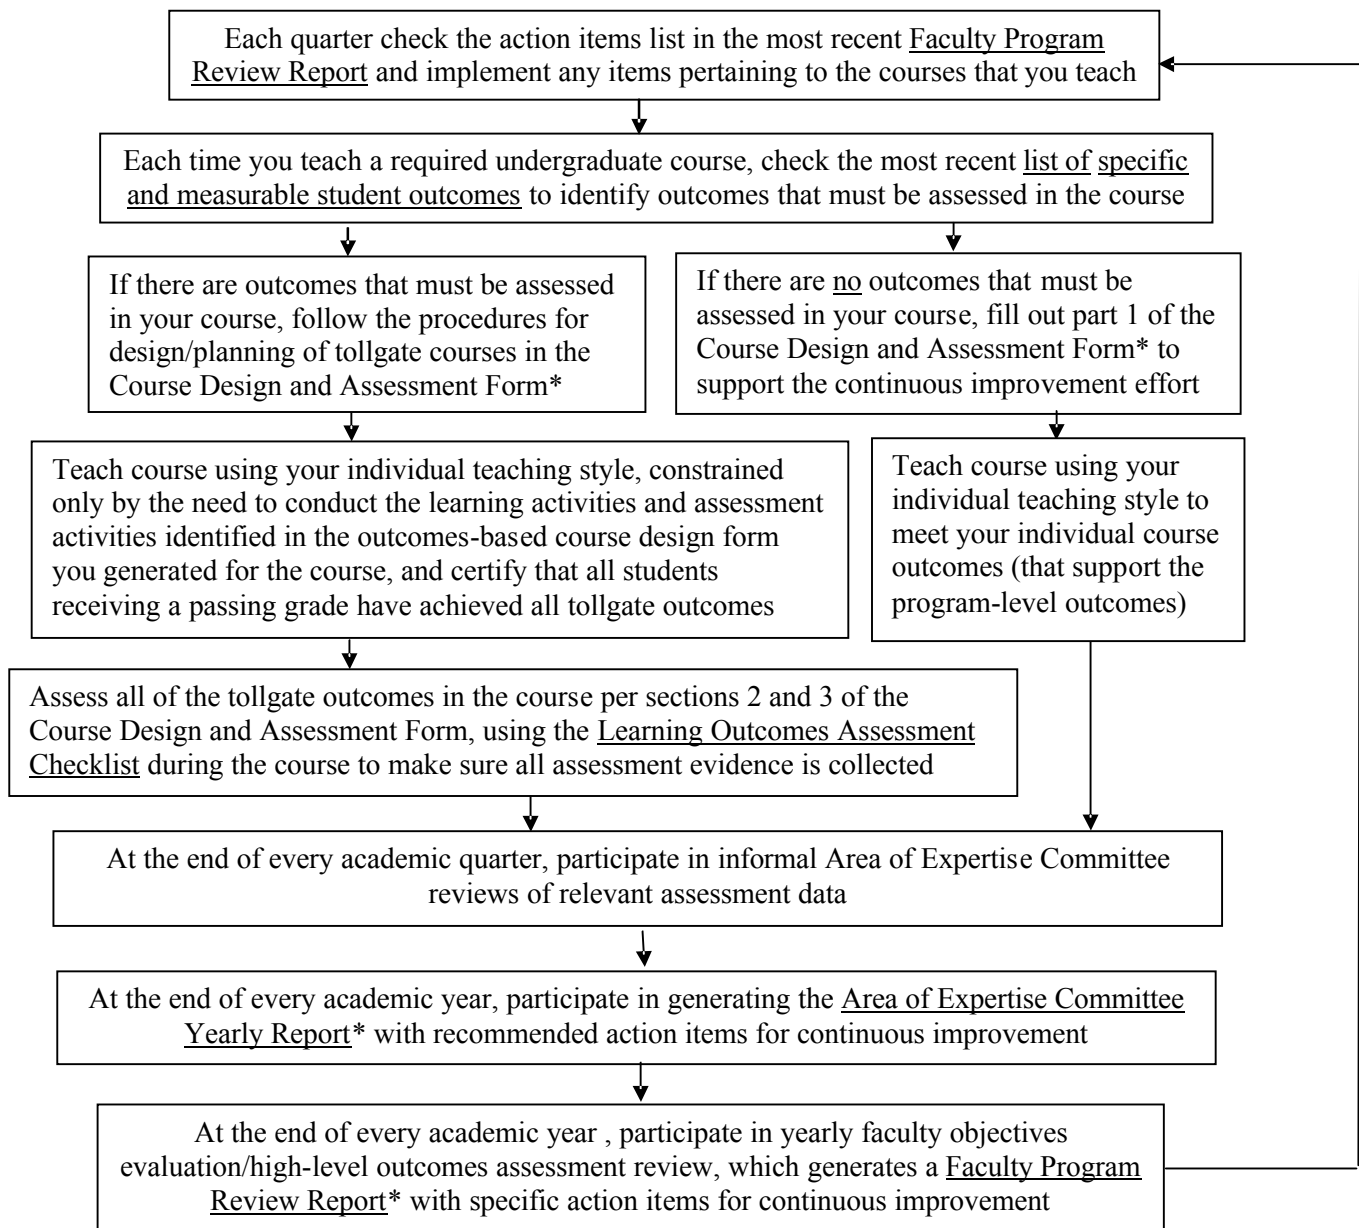 Each quarter check the action items list in the most recent Faculty Program
Review Report and implement any items pertaining to the courses that you teach
Each time you teach a required undergraduate course, check the most recent list of specific
and measurable student outcomes to identify outcomes that must be assessed in the course
If there are outcomes that must be assessed
in your course, follow the procedures for
design/planning of tollgate courses in the
Course Design and Assessment Form*
If there are no outcomes that must be
assessed in your course, fill out part 1 of the
Course Design and Assessment Form* to
support the continuous improvement effort
Teach course using your individual teaching style, constrained
only by the need to conduct the learning activities and assessment
activities identified in the outcomes-based course design form
you generated for the course, and certify that all students
receiving a passing grade have achieved all tollgate outcomes
Teach course using your
individual teaching style to
meet your individual course
outcomes (that support the
program-level outcomes)
Assess all of the tollgate outcomes in the course per sections 2 and 3 of the
Course Design and Assessment Form, using the Learning Outcomes Assessment
Checklist during the course to make sure all assessment evidence is collected
At the end of every academic quarter, participate in informal Area of Expertise Committee
reviews of relevant assessment data
At the end of every academic year, participate in generating the Area of Expertise Committee
Yearly Report* with recommended action items for continuous improvement
At the end of every academic year , participate in yearly faculty objectives
evaluation/high-level outcomes assessment review, which generates a Faculty Program
Review Report* with specific action items for continuous improvement